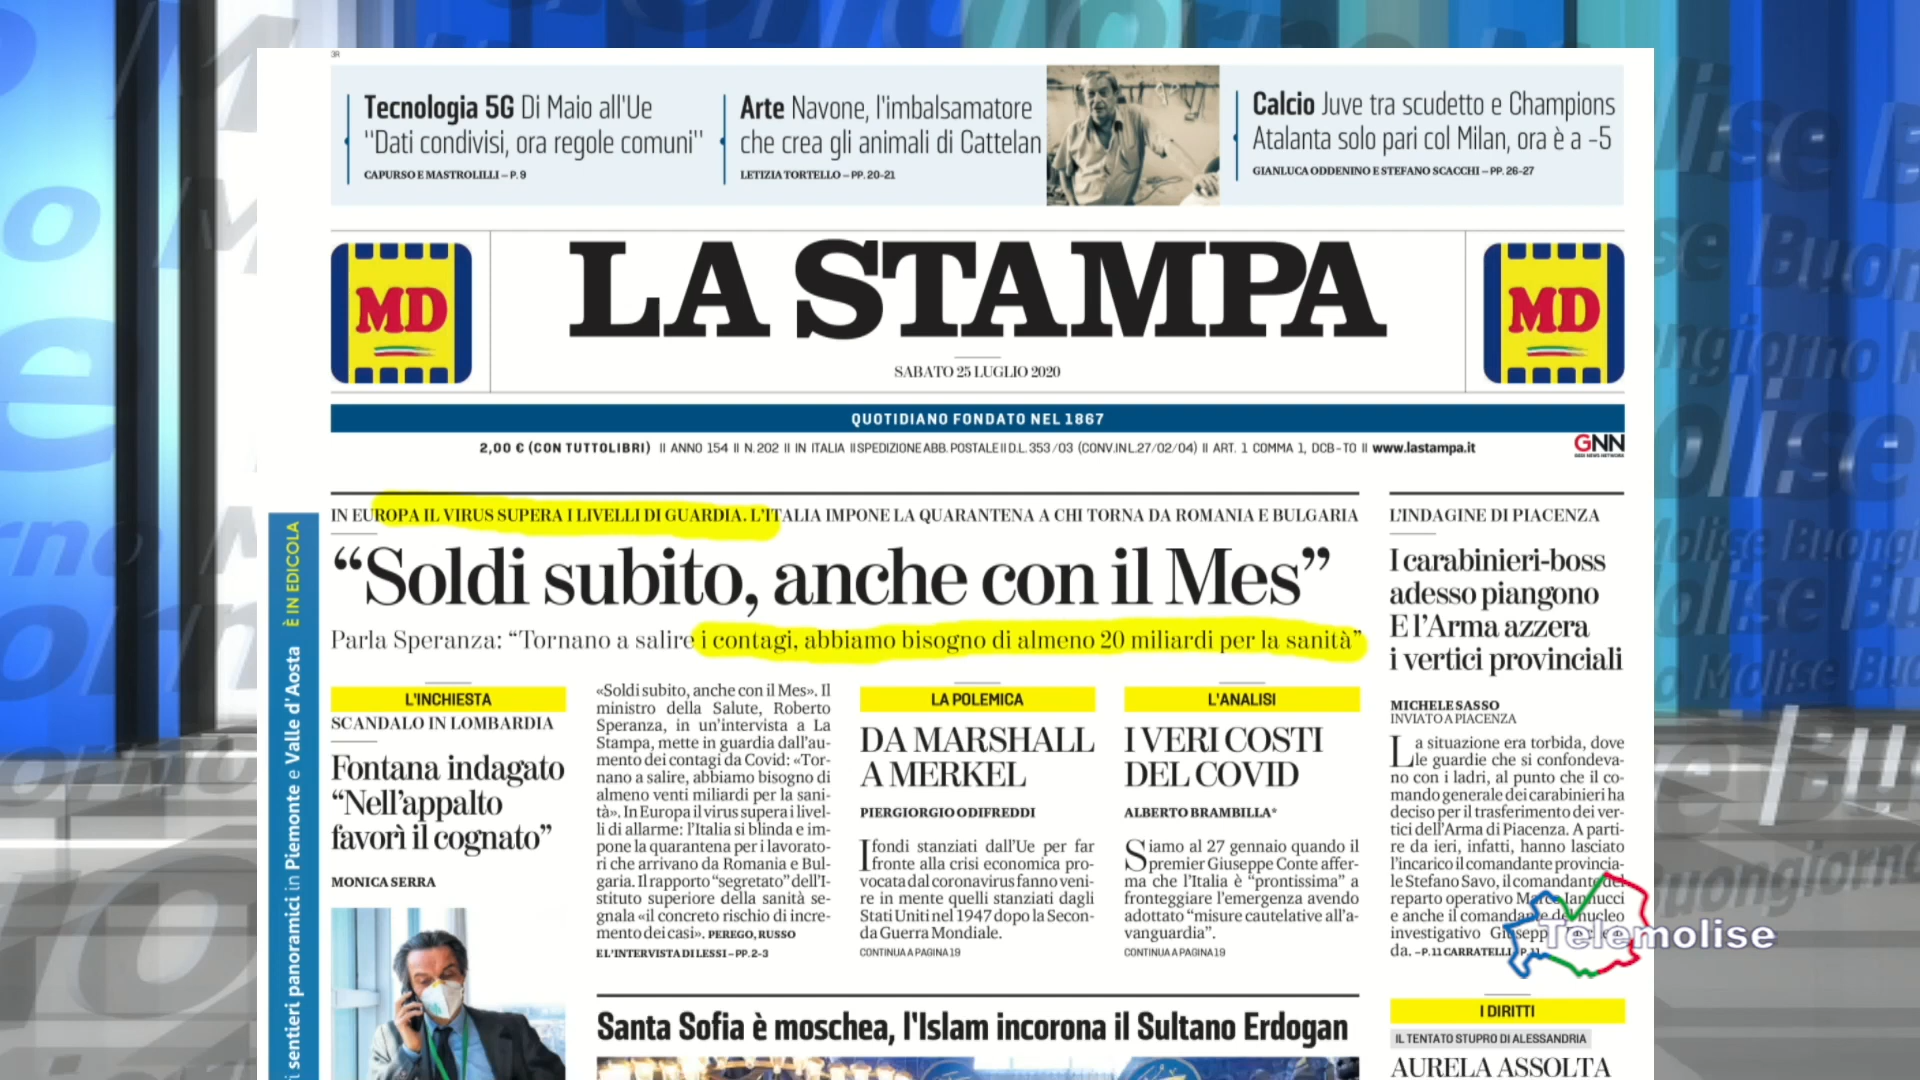 3R
Tecnologia 5G Di Maio all'Ue
"Dati condivisi, ora regole comuni"
CAPURSO E MASTROLILLI – P. 9
Arte Navone, l'imbalsamatore
che crea gli animali di Cattelan
LETIZIA TORTELLO – PP. 20-21
Calcio Juve tra scudetto e Champions
Atalanta solo pari col Milan, ora è a -5
GIANLUCA ODDENINO E STEFANO SCACCHI – PP. 26-27
MD
LA STAMPA
MD
SABATO 25 LUGLIO 2020
QUOTIDIANO FONDATO NEL 1867
2,00 € (CON TUTTOLIBRI) II ANNO 154 II N. 202 II IN ITALIA II SPEDIZIONE ABB. POSTALE II D.L. 353/03 (CONV. IN L. 27/02/04) II ART. 1 COMMA 1, DCB-TO II www.lastampa.it
GNN
GEDI NEWS NETWORK
i sentieri panoramici in Piemonte e Valle d'Aosta È IN EDICOLA
IN EUROPA IL VIRUS SUPERA I LIVELLI DI GUARDIA. L'ITALIA IMPONE LA QUARANTENA A CHI TORNA DA ROMANIA E BULGARIA
“Soldi subito, anche con il Mes”
Parla Speranza: “Tornano a salire i contagi, abbiamo bisogno di almeno 20 miliardi per la sanità”
L'INCHIESTA
SCANDALO IN LOMBARDIA
Fontana indagato
“Nell'appalto
favorì il cognato”
MONICA SERRA
«Soldi subito, anche con il Mes». Il
ministro della Salute, Roberto
Speranza, in un'intervista a La
Stampa, mette in guardia dall'au-
mento dei contagi da Covid: «Tor-
nano a salire, abbiamo bisogno di
almeno venti miliardi per la sani-
tà». In Europa il virus supera i livel-
li di allarme: l'Italia si blinda e im-
pone la quarantena per i lavorato-
ri che arrivano da Romania e Bul-
garia. Il rapporto “segretato” dell'I-
stituto superiore della sanità se-
gnala «il concreto rischio di incre-
mento dei casi». PEREGO, RUSSO
E L'INTERVISTA DI LESSI – PP. 2-3
LA POLEMICA
DA MARSHALL
A MERKEL
PIERGIORGIO ODIFREDDI
I fondi stanziati dall'Ue per far
fronte alla crisi economica pro-
vocata dal coronavirus fanno veni-
re in mente quelli stanziati dagli
Stati Uniti nel 1947 dopo la Secon-
da Guerra Mondiale.
CONTINUA A PAGINA 19
L'ANALISI
I VERI COSTI
DEL COVID
ALBERTO BRAMBILLA*
Siamo al 27 gennaio quando il
premier Giuseppe Conte affer-
ma che l'Italia è “prontissima” a
fronteggiare l'emergenza avendo
adottato “misure cautelative all'a-
vanguardia”.
CONTINUA A PAGINA 19
Santa Sofia è moschea, l'Islam incorona il Sultano Erdogan
L'INDAGINE DI PIACENZA
I carabinieri-boss
adesso piangono
E l'Arma azzera
i vertici provinciali
MICHELE SASSO
INVIATO A PIACENZA
La situazione era torbida, dove
le guardie che si confondeva-
no con i ladri, al punto che il co-
mando generale dei carabinieri ha
deciso per il trasferimento dei ver-
tici dell'Arma di Piacenza. A parti-
re da ieri, infatti, hanno lasciato
l'incarico il comandante provincia-
le Stefano Savo, il comandante del
reparto operativo Marco Iannucci
e anche il comandante del nucleo
investigativo Giuseppe
da. – P. 11 CARRATELLI
Telemolise
I DIRITTI
IL TENTATO STUPRO DI ALESSANDRIA
AURELA ASSOLTA